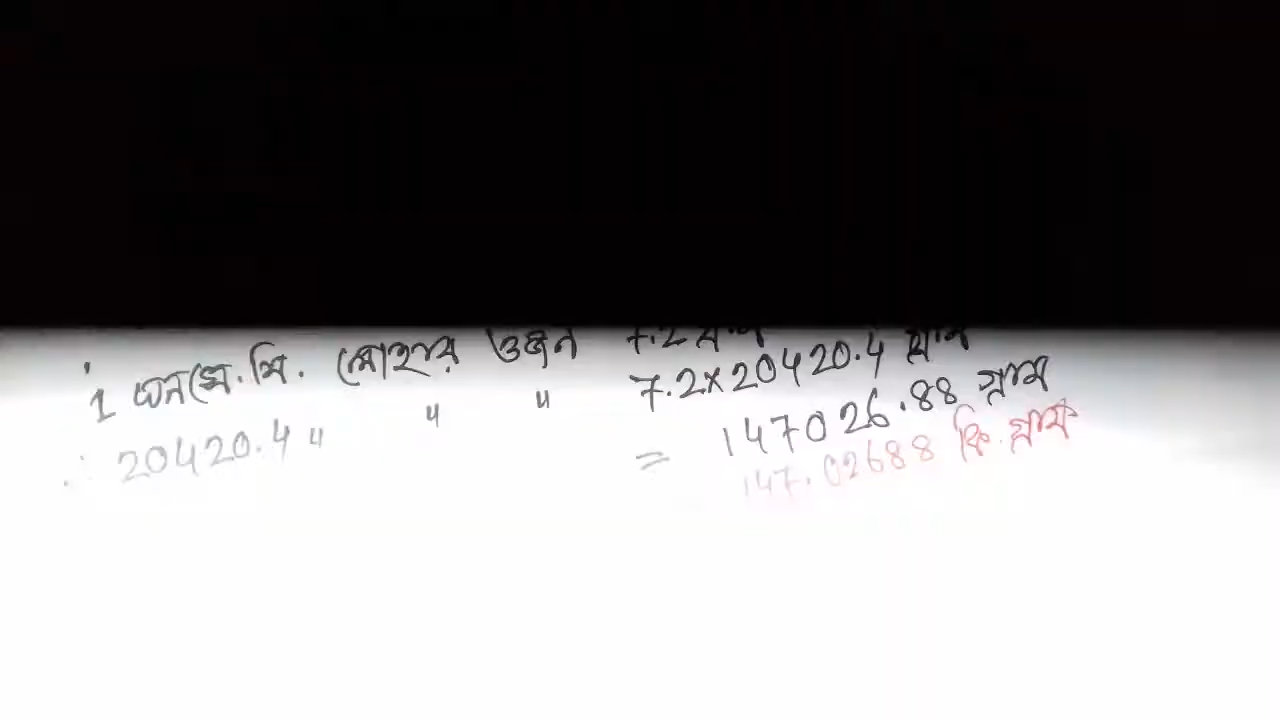 1 ঘনসে.মি. লোহার ওজন 7.2 গ্রাম
∴ 20420.4 " " " 7.2×20420.4 গ্রাম
= 147026.88 গ্রাম
147.02688 কি.গ্রাম